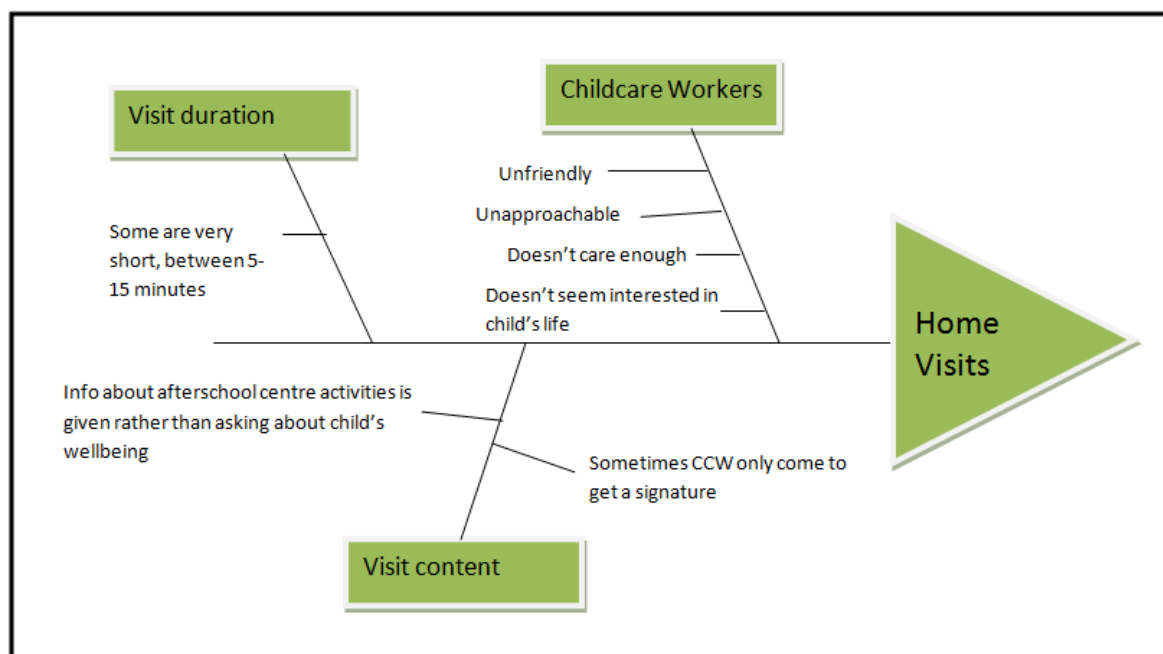 Visit duration
Childcare Workers
Unfriendly
Unapproachable
Doesn't care enough
Doesn't seem interested in
child's life
Some are very
short, between 5-
15 minutes
Home
Visits
Info about afterschool centre activities is
given rather than asking about child's
wellbeing
Sometimes CCW only come to
get a signature
Visit content